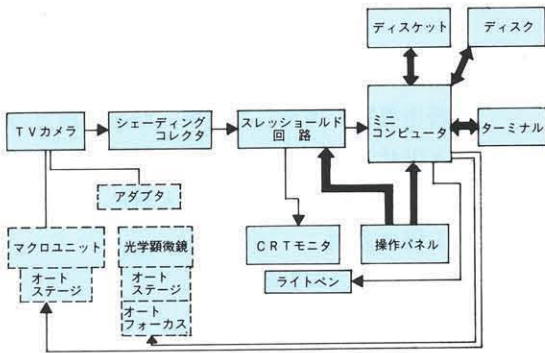 ディスケット
ディスク
TVカメラ
シェーディング
コレクタ
スレッショールド
回路
ミニ
コンピュータ
ターミナル
アダプタ
マクロユニット
オート
ステージ
光学顕微鏡
オート
ステージ
オート
フォーカス
CRTモニタ
操作パネル
ライトペン